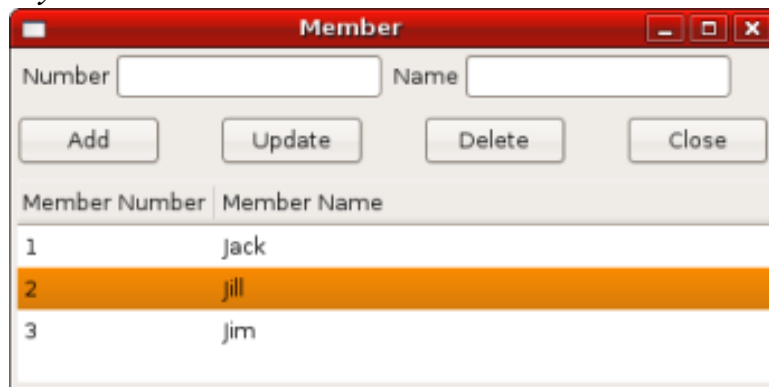 Member
Number Name
Add Update Delete Close
Member Number Member Name
1 Jack
2 Jill
3 Jim